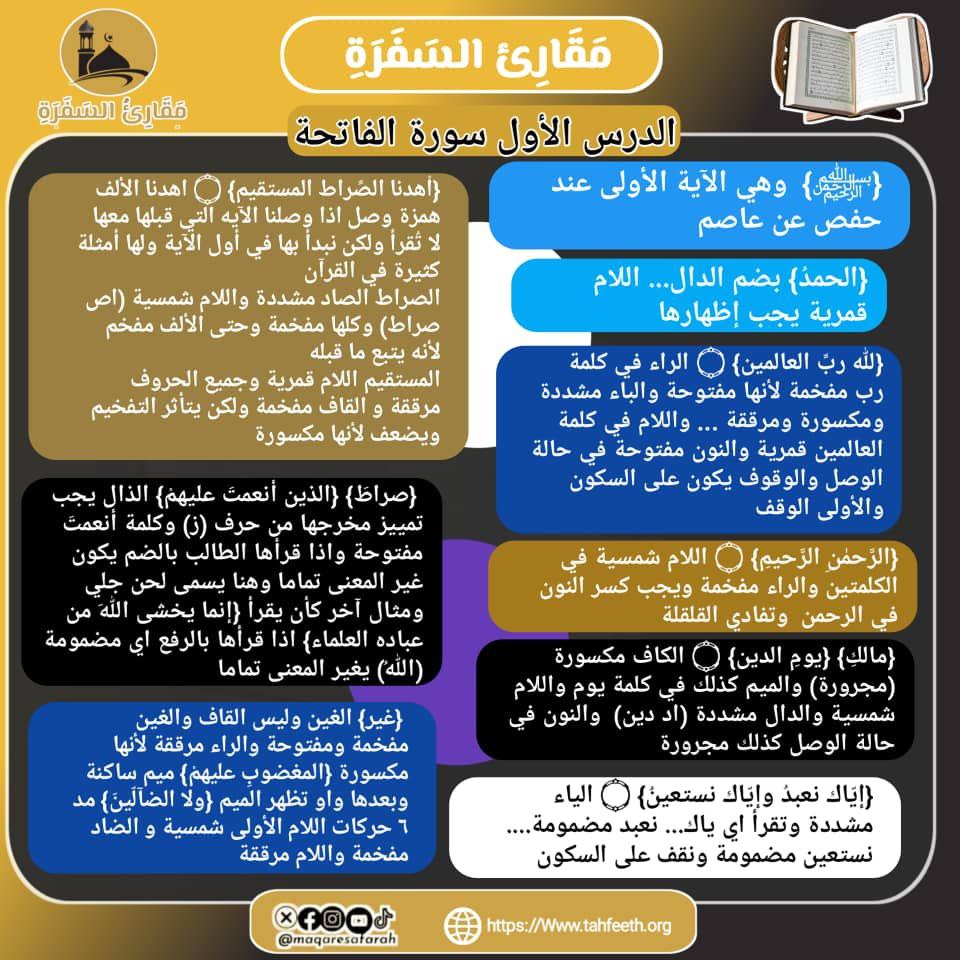 مَقَارِئُ السَفَرَةِ
مَقَارِئ السَفَرَةِ
الدرس الأول سورة الفاتحة
{﷽} وهي الآية الأولى عند
حفص عن عاصم
{الحمدُ} بضم الدال... اللام
قمرية يجب إظهارها
{لله ربِّ العالمين} ۝ الراء في كلمة
رب مفخمة لأنها مفتوحة والباء مشددة
ومكسورة ومرققة ... واللام في كلمة
العالمين قمرية والنون مفتوحة في حالة
الوصل والوقوف يكون على السكون
والأولى الوقف
{الرَّحمٰنِ الرَّحيمِ} ۝ اللام شمسية في
الكلمتين والراء مفخمة ويجب كسر النون
في الرحمن وتفادي القلقلة
{مالكِ} {يومِ الدين} ۝ الكاف مكسورة
(مجرورة) والميم كذلك في كلمة يوم واللام
شمسية والدال مشددة (اد دين) والنون في
حالة الوصل كذلك مجرورة
{إيَاك نعبدُ وإيَاك نستعينُ} ۝ الياء
مشددة وتقرأ اي ياك... نعبد مضمومة....
نستعين مضمومة ونقف على السكون
{أهدنا الصِّراط المستقيم} ۝ اهدنا الألف
همزة وصل اذا وصلنا الآيه التي قبلها معها
لا تُقرأ ولكن نبدأ بها في أول الآية ولها أمثلة
كثيرة في القرآن
الصراط الصاد مشددة واللام شمسية (اص
صراط) وكلها مفخمة وحتى الألف مفخم
لأنه يتبع ما قبله
المستقيم اللام قمرية وجميع الحروف
مرققة و القاف مفخمة ولكن يتأثر التفخيم
ويضعف لأنها مكسورة
{صراطَ} {الذين أنعمتَ عليهمْ} الذال يجب
تمييز مخرجها من حرف (ز) وكلمة أنعمتَ
مفتوحة واذا قرأها الطالب بالضم يكون
غير المعنى تماما وهنا يسمى لحن جلي
ومثال آخر كأن يقرأ {إنما يخشى اللهَ من
عباده العلماء} اذا قرأها بالرفع اي مضمومة
(اللهُ) يغير المعنى تماما
{غير} الغين وليس القاف والغين
مفخمة ومفتوحة والراء مرققة لأنها
مكسورة {المغضوبِ عليهمْ} ميم ساكنة
وبعدها واو تظهر الميم {ولا الضآلَينَ} مد
٦ حركات اللام الأولى شمسية و الضاد
مفخمة واللام مرققة
@maqaresafarah
https://Www.tahfeeth.org